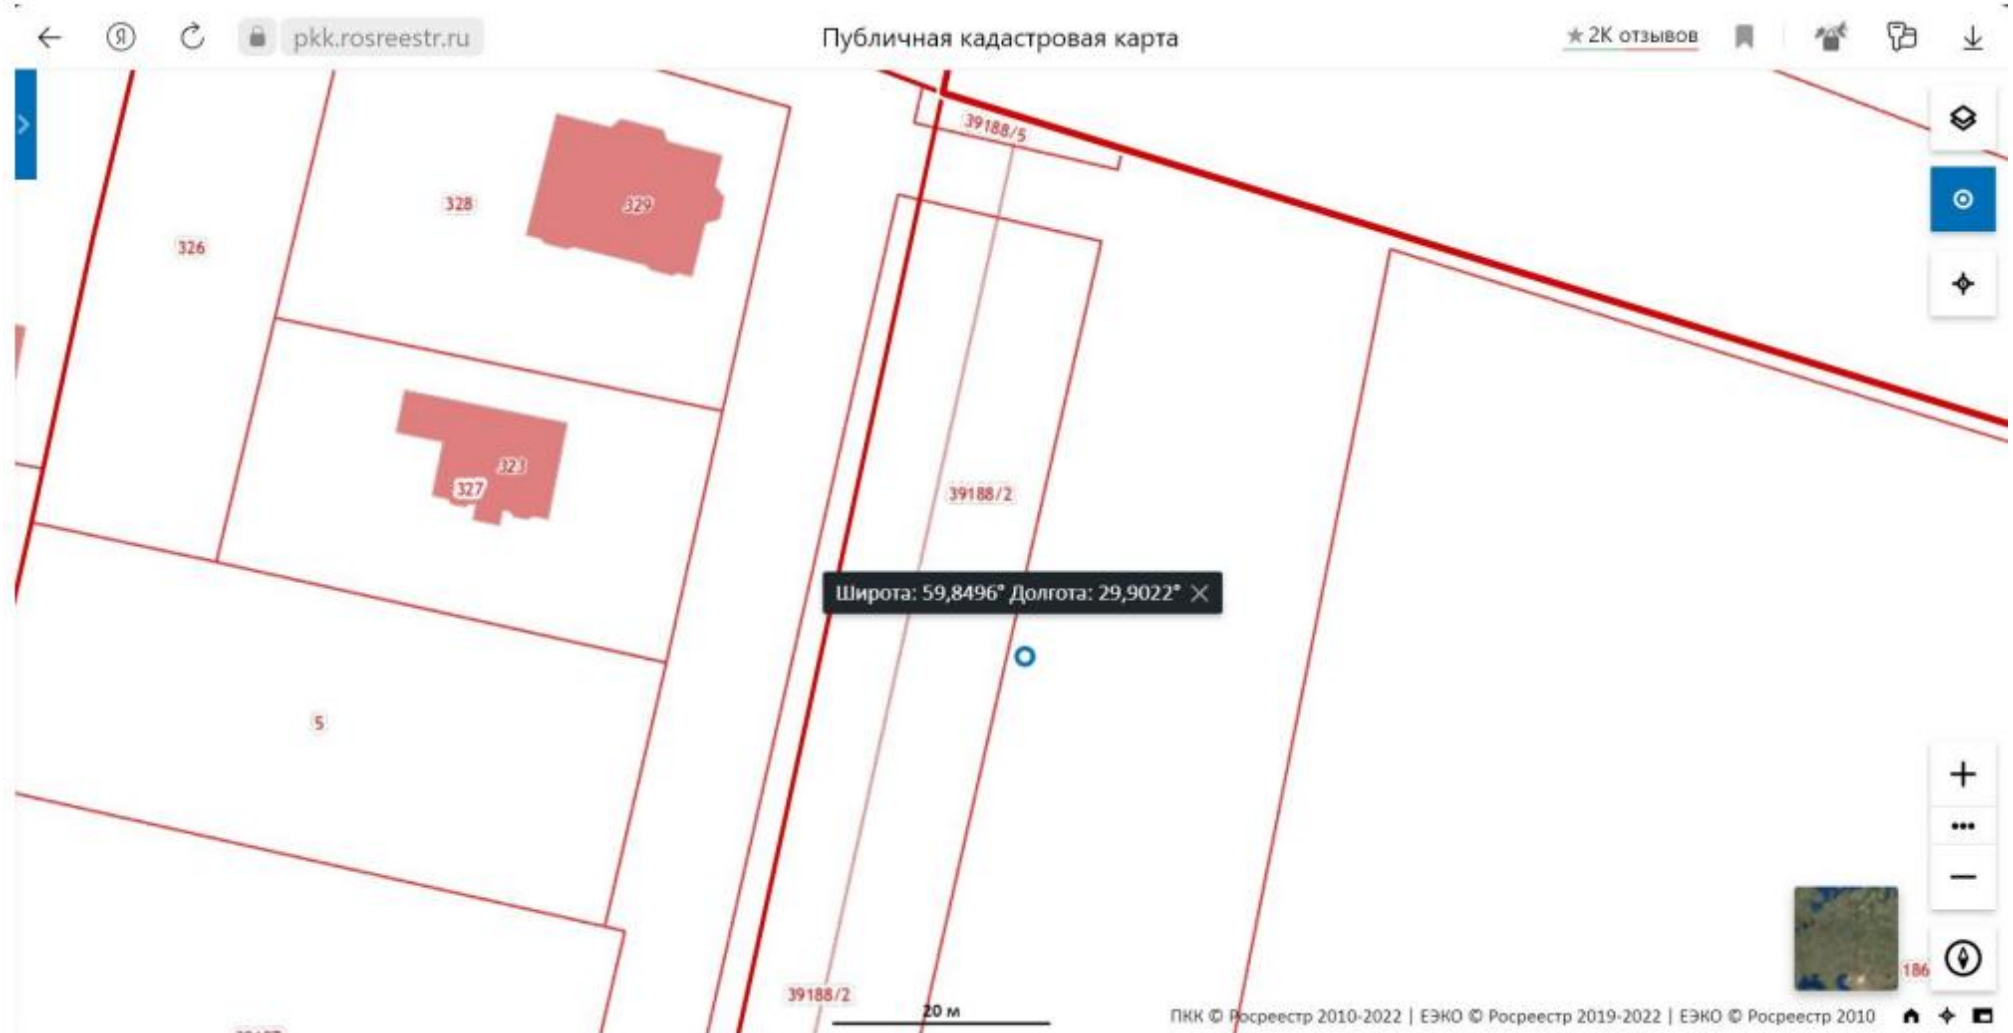 pkk.rosreestr.ru
Публичная кадастровая карта
★ 2К отзывов
39188/5
328
329
326
323
327
39188/2
Широта: 59,8496° Долгота: 29,9022°
5
186
39188/2
20 м
ПКК © Росреестр 2010-2022 | ЕЭКО © Росреестр 2019-2022 | ЕЭКО © Росреестр 2010